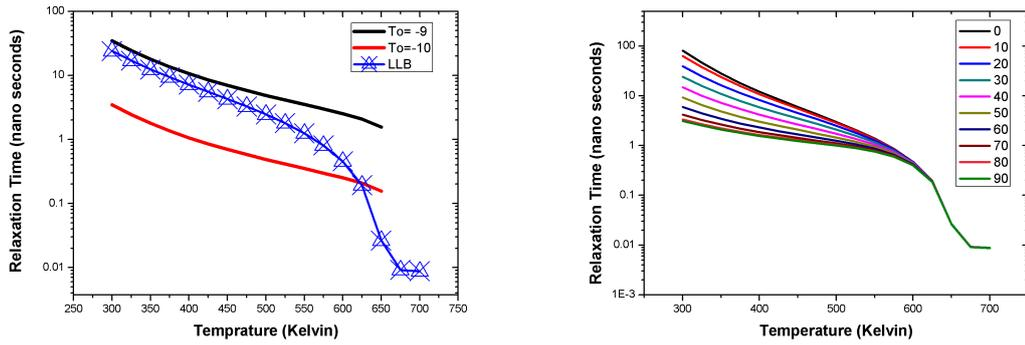 Relaxation Time (nano seconds)
100
10
1
0.1
0.01
250 300 350 400 450 500 550 600 650 700 750
Temprature (Kelvin)
To= -9
To=-10
LLB
Relaxation Time (nano seconds)
100
10
1
0.1
0.01
1E-3
300 400 500 600 700
Temperature (Kelvin)
0
10
20
30
40
50
60
70
80
90